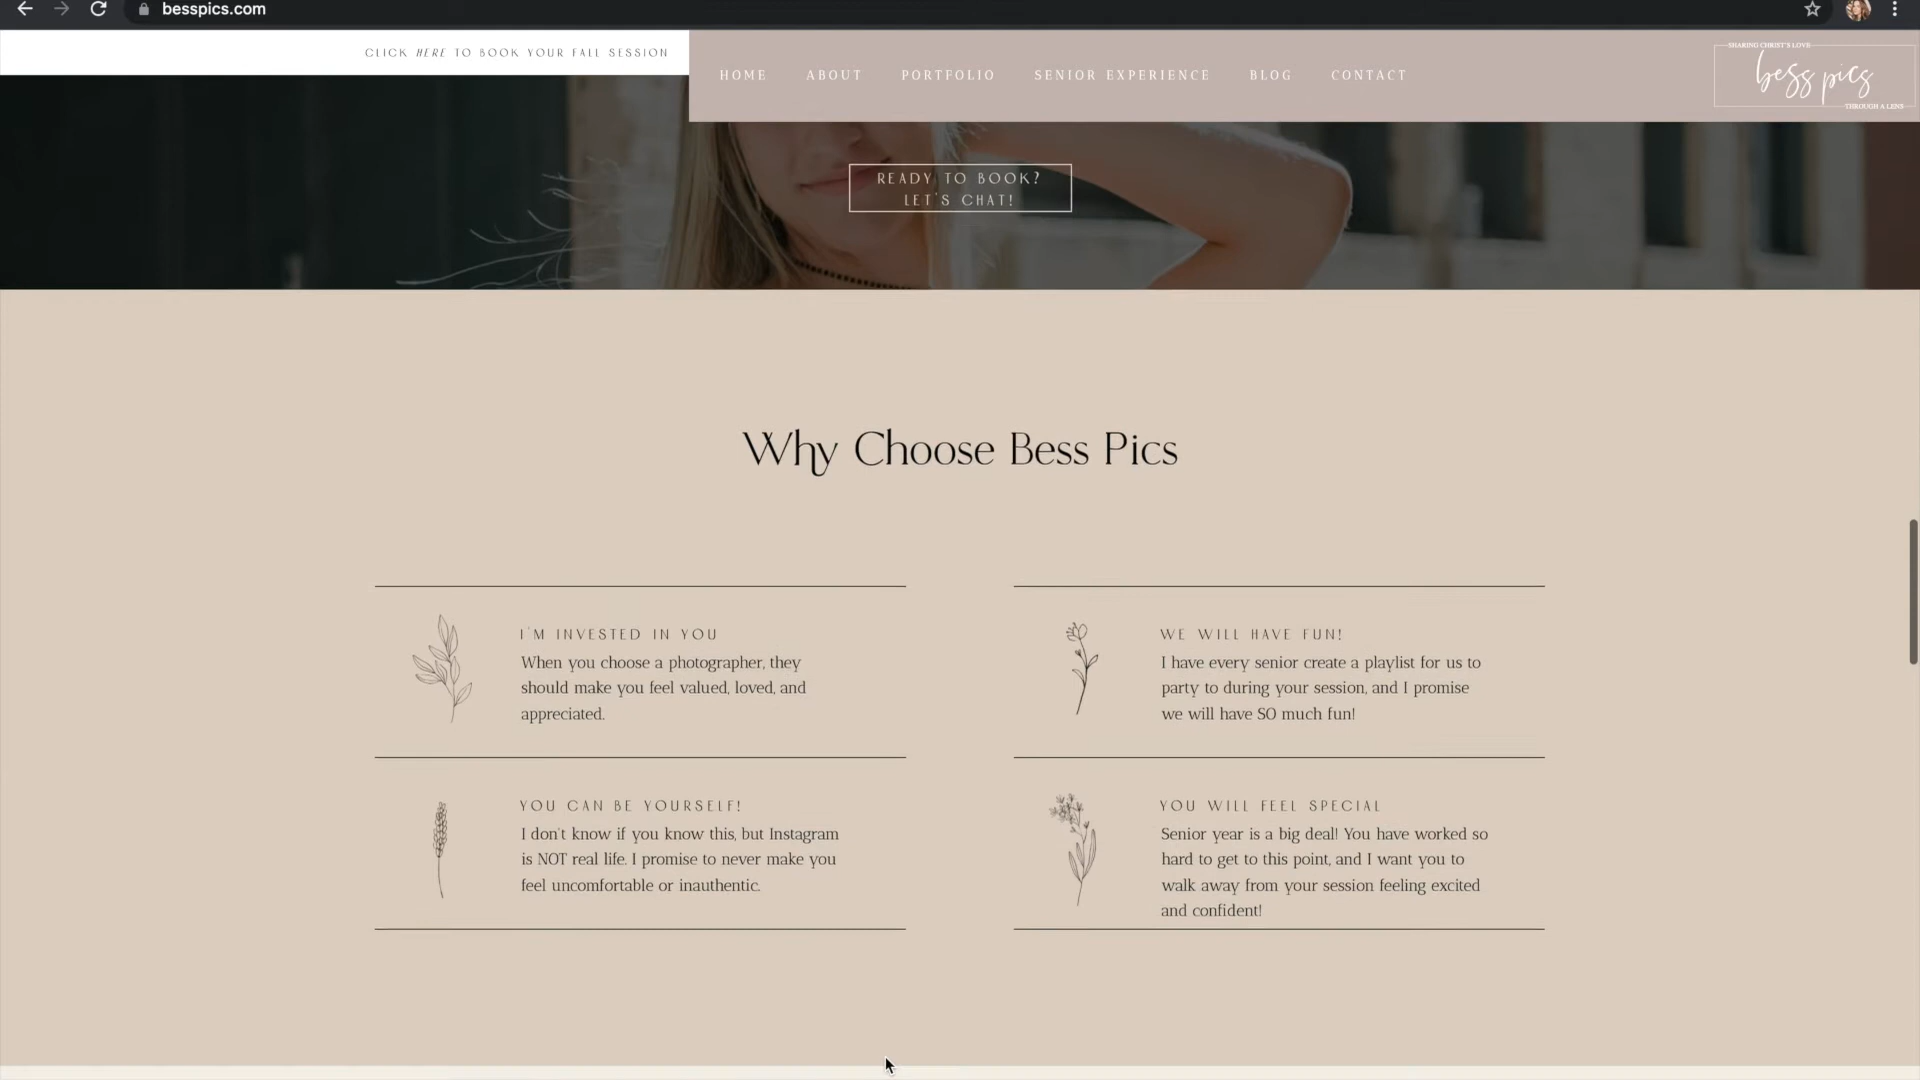 besspics.com
CLICK HERE TO BOOK YOUR FALL SESSION
HOME ABOUT PORTFOLIO SENIOR EXPERIENCE BLOG CONTACT
SHARING CHRIST'S LOVE
bess pics
THROUGH A LENS
READY TO BOOK?
LET'S CHAT!
Why Choose Bess Pics
I'M INVESTED IN YOU
When you choose a photographer, they
should make you feel valued, loved, and
appreciated.
WE WILL HAVE FUN!
I have every senior create a playlist for us to
party to during your session, and I promise
we will have SO much fun!
YOU CAN BE YOURSELF!
I don't know if you know this, but Instagram
is NOT real life. I promise to never make you
feel uncomfortable or inauthentic.
YOU WILL FEEL SPECIAL
Senior year is a big deal! You have worked so
hard to get to this point, and I want you to
walk away from your session feeling excited
and confident!